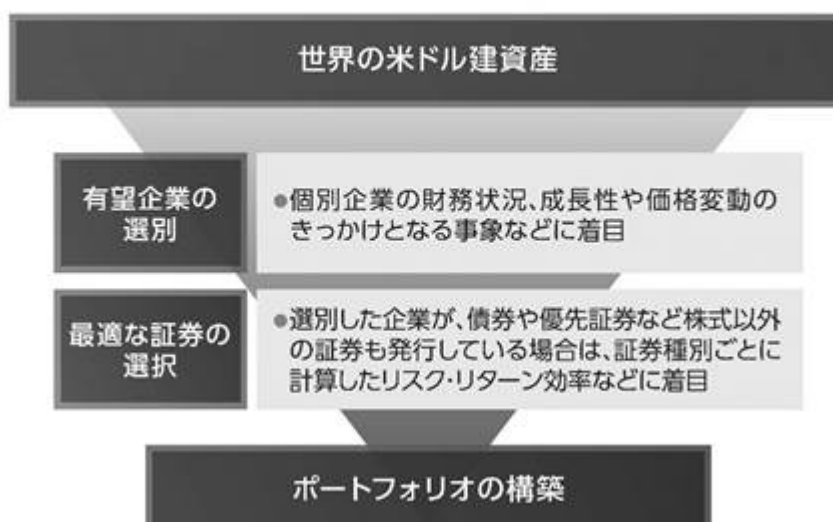 世界の米ドル建資産
有望企業の
選別
●個別企業の財務状況、成長性や価格変動の
きっかけとなる事象などに着目
最適な証券の
選択
●選別した企業が、債券や優先証券など株式以外
の証券も発行している場合は、証券種別ごとに
計算したリスク・リターン効率などに着目
ポートフォリオの構築